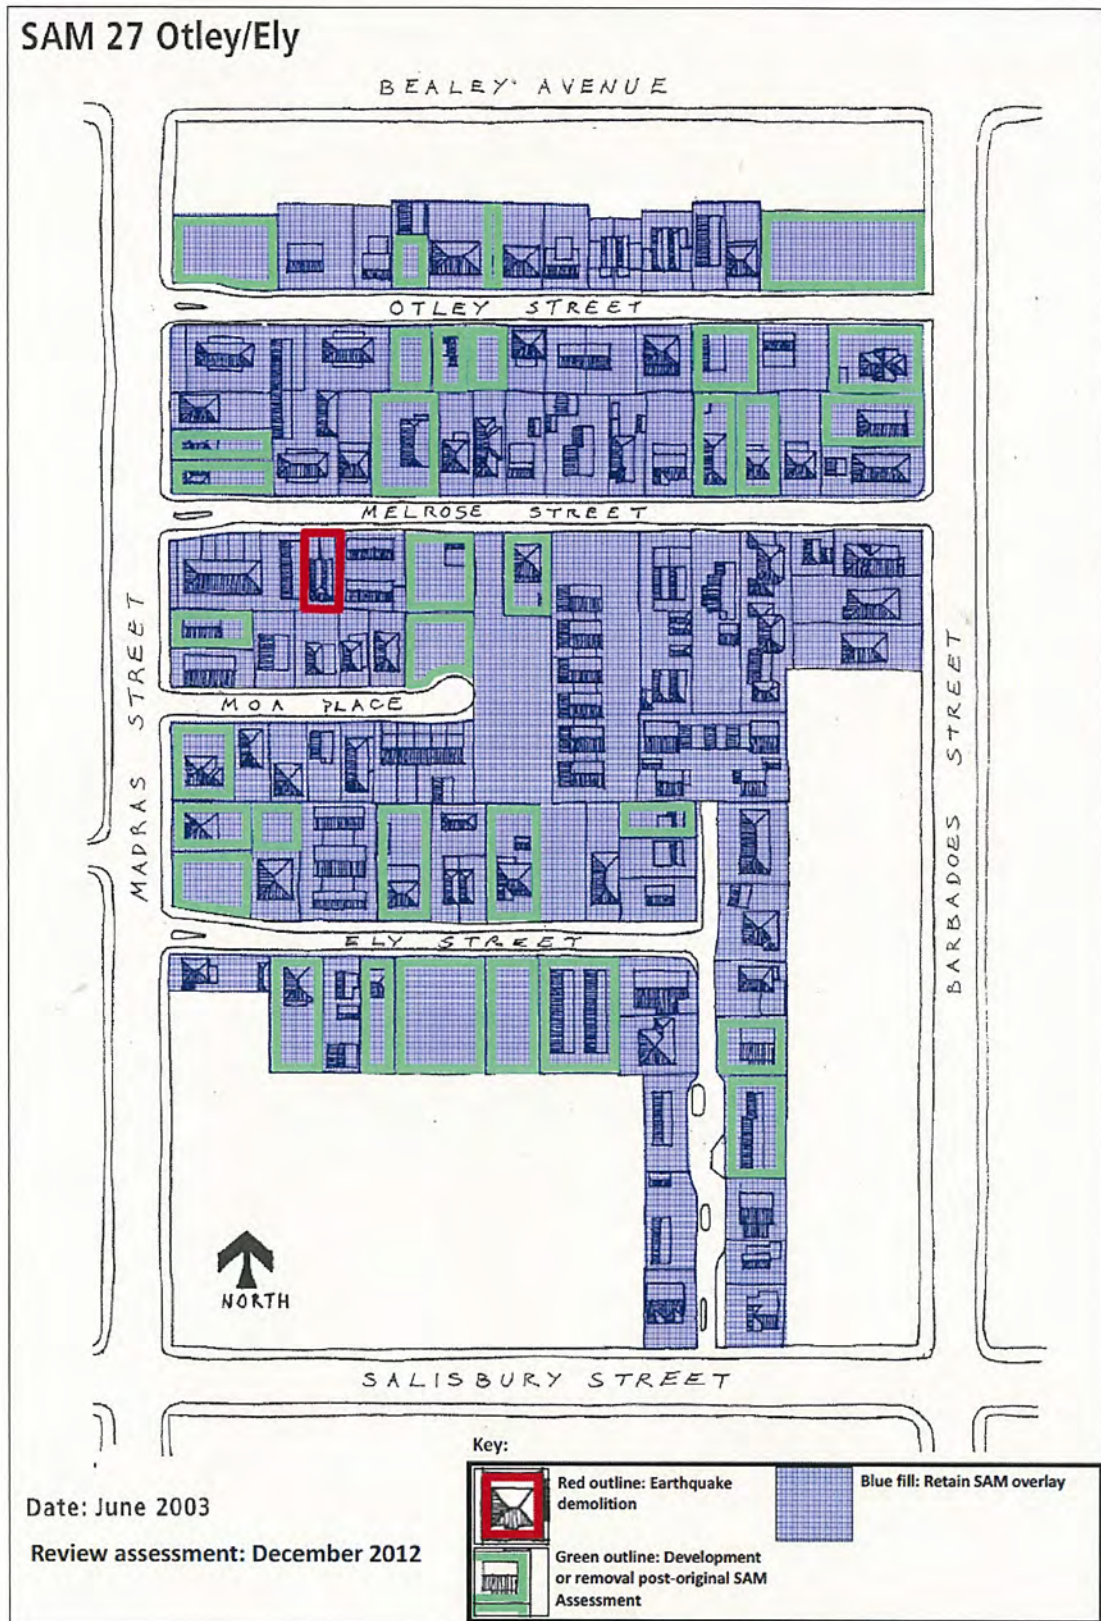 SAM 27 Otley/Ely
BEALEY AVENUE
OTLEY STREET
MELROSE STREET
MADRAS STREET
MOA PLACE
BARBADOES STREET
ELY STREET
NORTH
SALISBURY STREET
Key:
Red outline: Earthquake
demolition
Blue fill: Retain SAM overlay
Green outline: Development
or removal post-original SAM
Assessment
Date: June 2003
Review assessment: December 2012